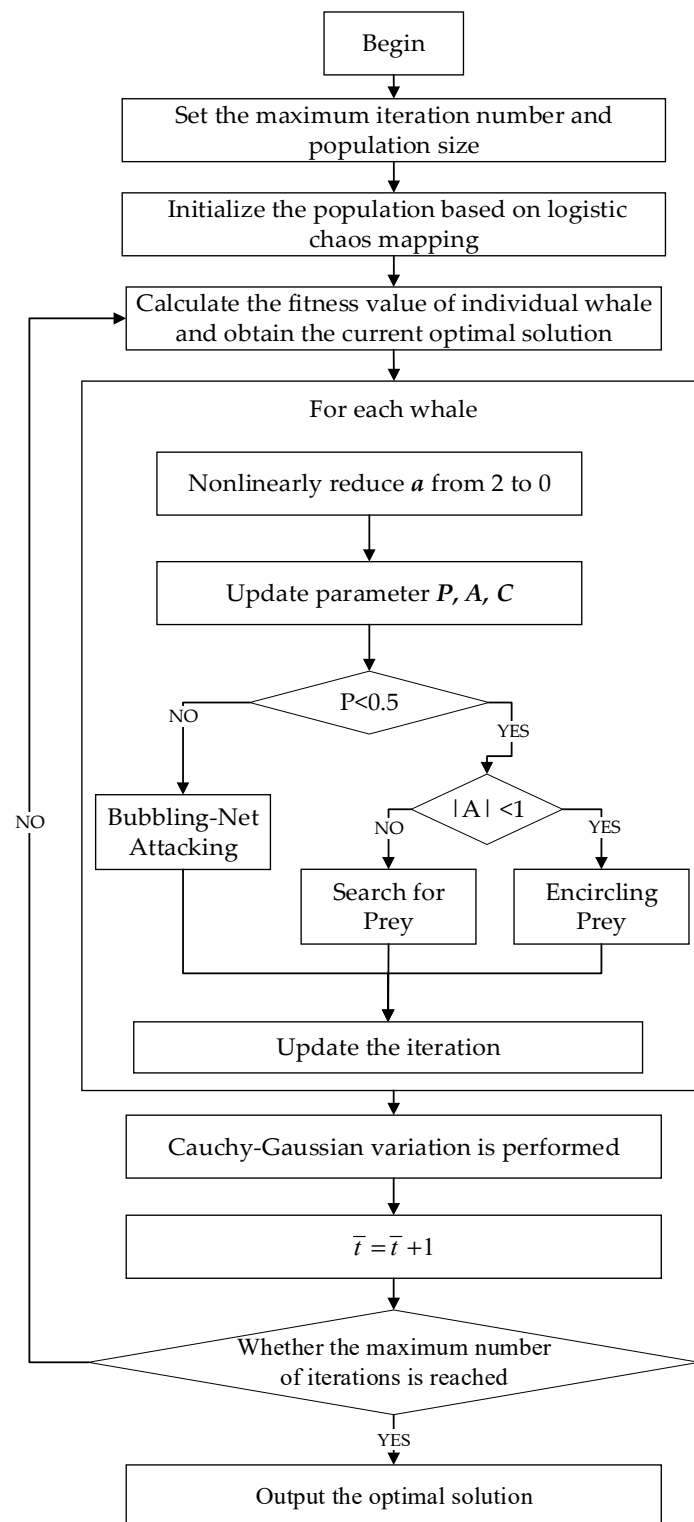 Begin
Set the maximum iteration number and
population size
Initialize the population based on logistic
chaos mapping
Calculate the fitness value of individual whale
and obtain the current optimal solution
For each whale
Nonlinearly reduce a from 2 to 0
Update parameter P, A, C
P<0.5
NO
YES
Bubbling-Net
Attacking
|A| <1
NO
YES
Search for
Prey
Encircling
Prey
NO
Update the iteration
Cauchy-Gaussian variation is performed
t̄ = t̄ +1
Whether the maximum number
of iterations is reached
YES
Output the optimal solution